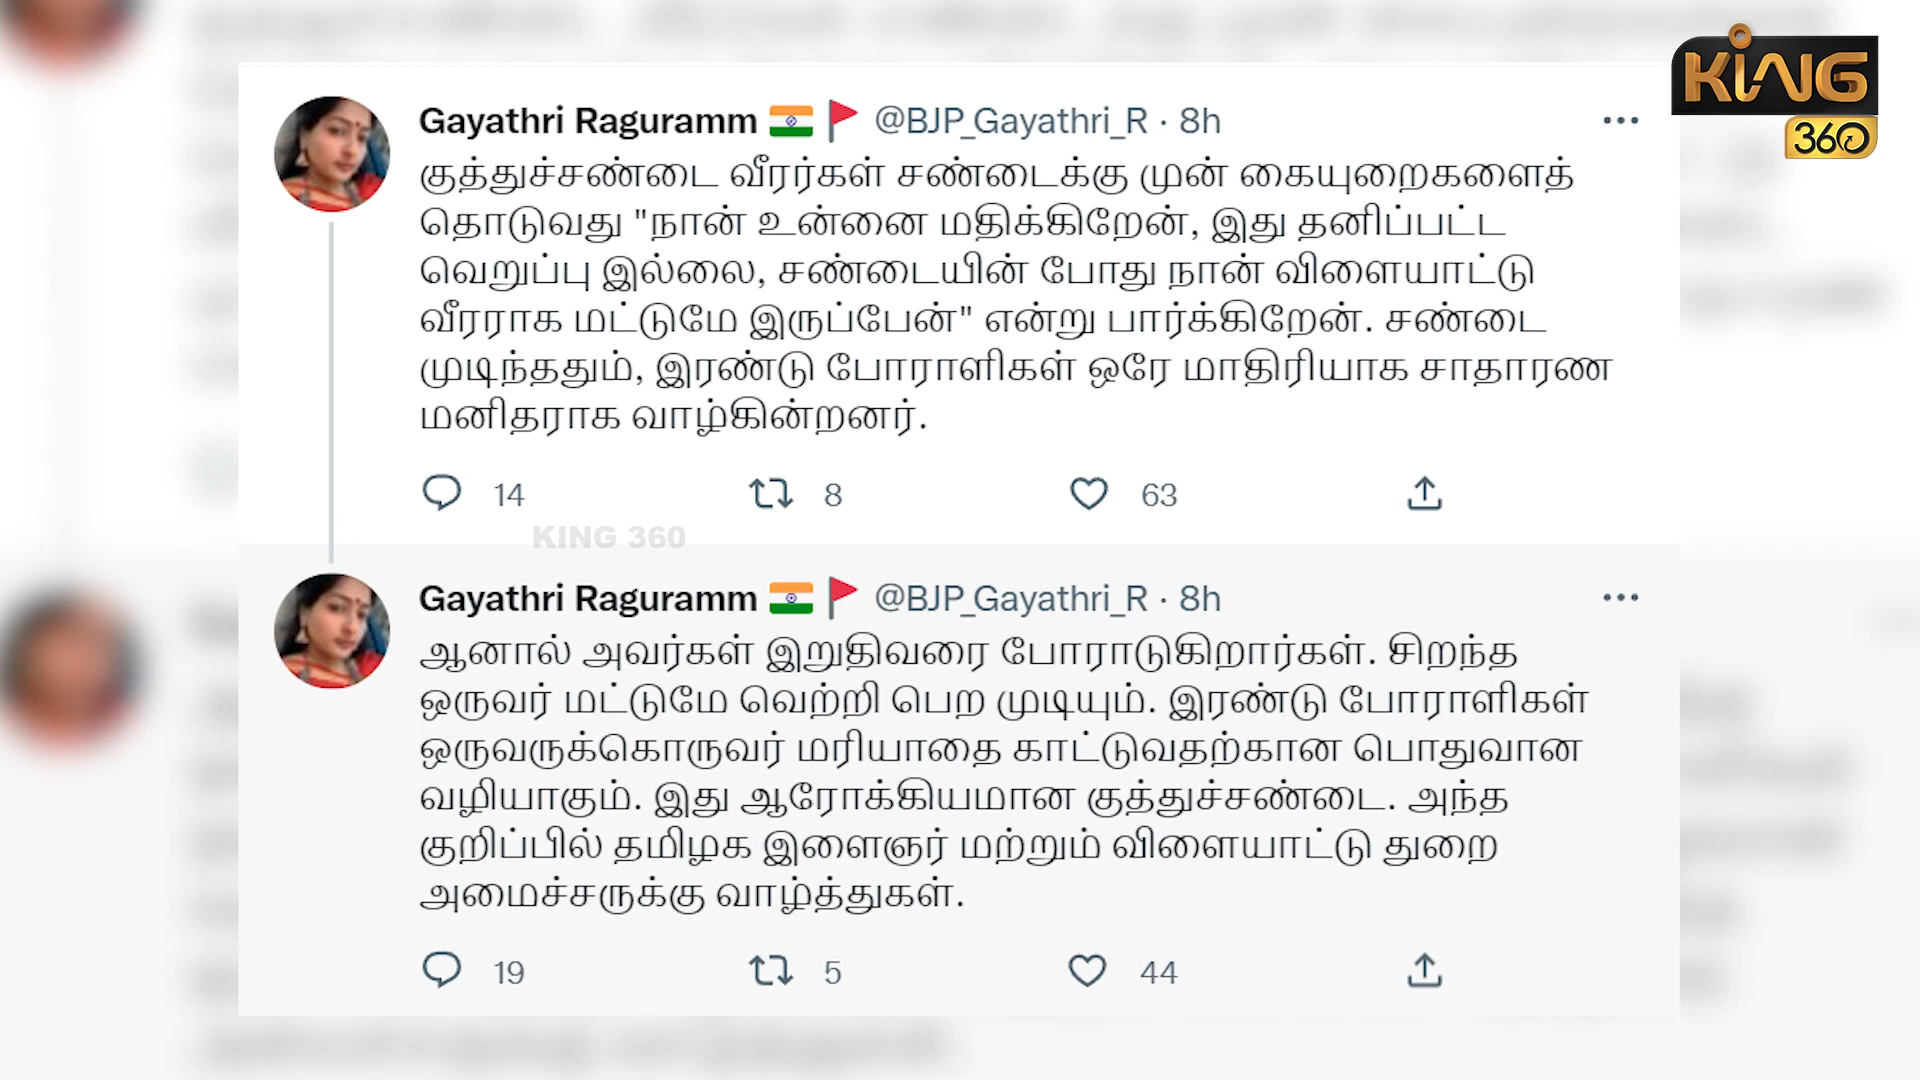 KING
360
Gayathri Raguramm 🇮🇳🚩 @BJP_Gayathri_R · 8h
குத்துச்சண்டை வீரர்கள் சண்டைக்கு முன் கையுறைகளைத்
தொடுவது "நான் உன்னை மதிக்கிறேன், இது தனிப்பட்ட
வெறுப்பு இல்லை, சண்டையின் போது நான் விளையாட்டு
வீரராக மட்டுமே இருப்பேன்" என்று பார்க்கிறேன். சண்டை
முடிந்ததும், இரண்டு போராளிகள் ஒரே மாதிரியாக சாதாரண
மனிதராக வாழ்கின்றனர்.
14 8 63
KING 360
Gayathri Raguramm 🇮🇳🚩 @BJP_Gayathri_R · 8h
ஆனால் அவர்கள் இறுதிவரை போராடுகிறார்கள். சிறந்த
ஒருவர் மட்டுமே வெற்றி பெற முடியும். இரண்டு போராளிகள்
ஒருவருக்கொருவர் மரியாதை காட்டுவதற்கான பொதுவான
வழியாகும். இது ஆரோக்கியமான குத்துச்சண்டை. அந்த
குறிப்பில் தமிழக இளைஞர் மற்றும் விளையாட்டு துறை
அமைச்சருக்கு வாழ்த்துகள்.
19 5 44